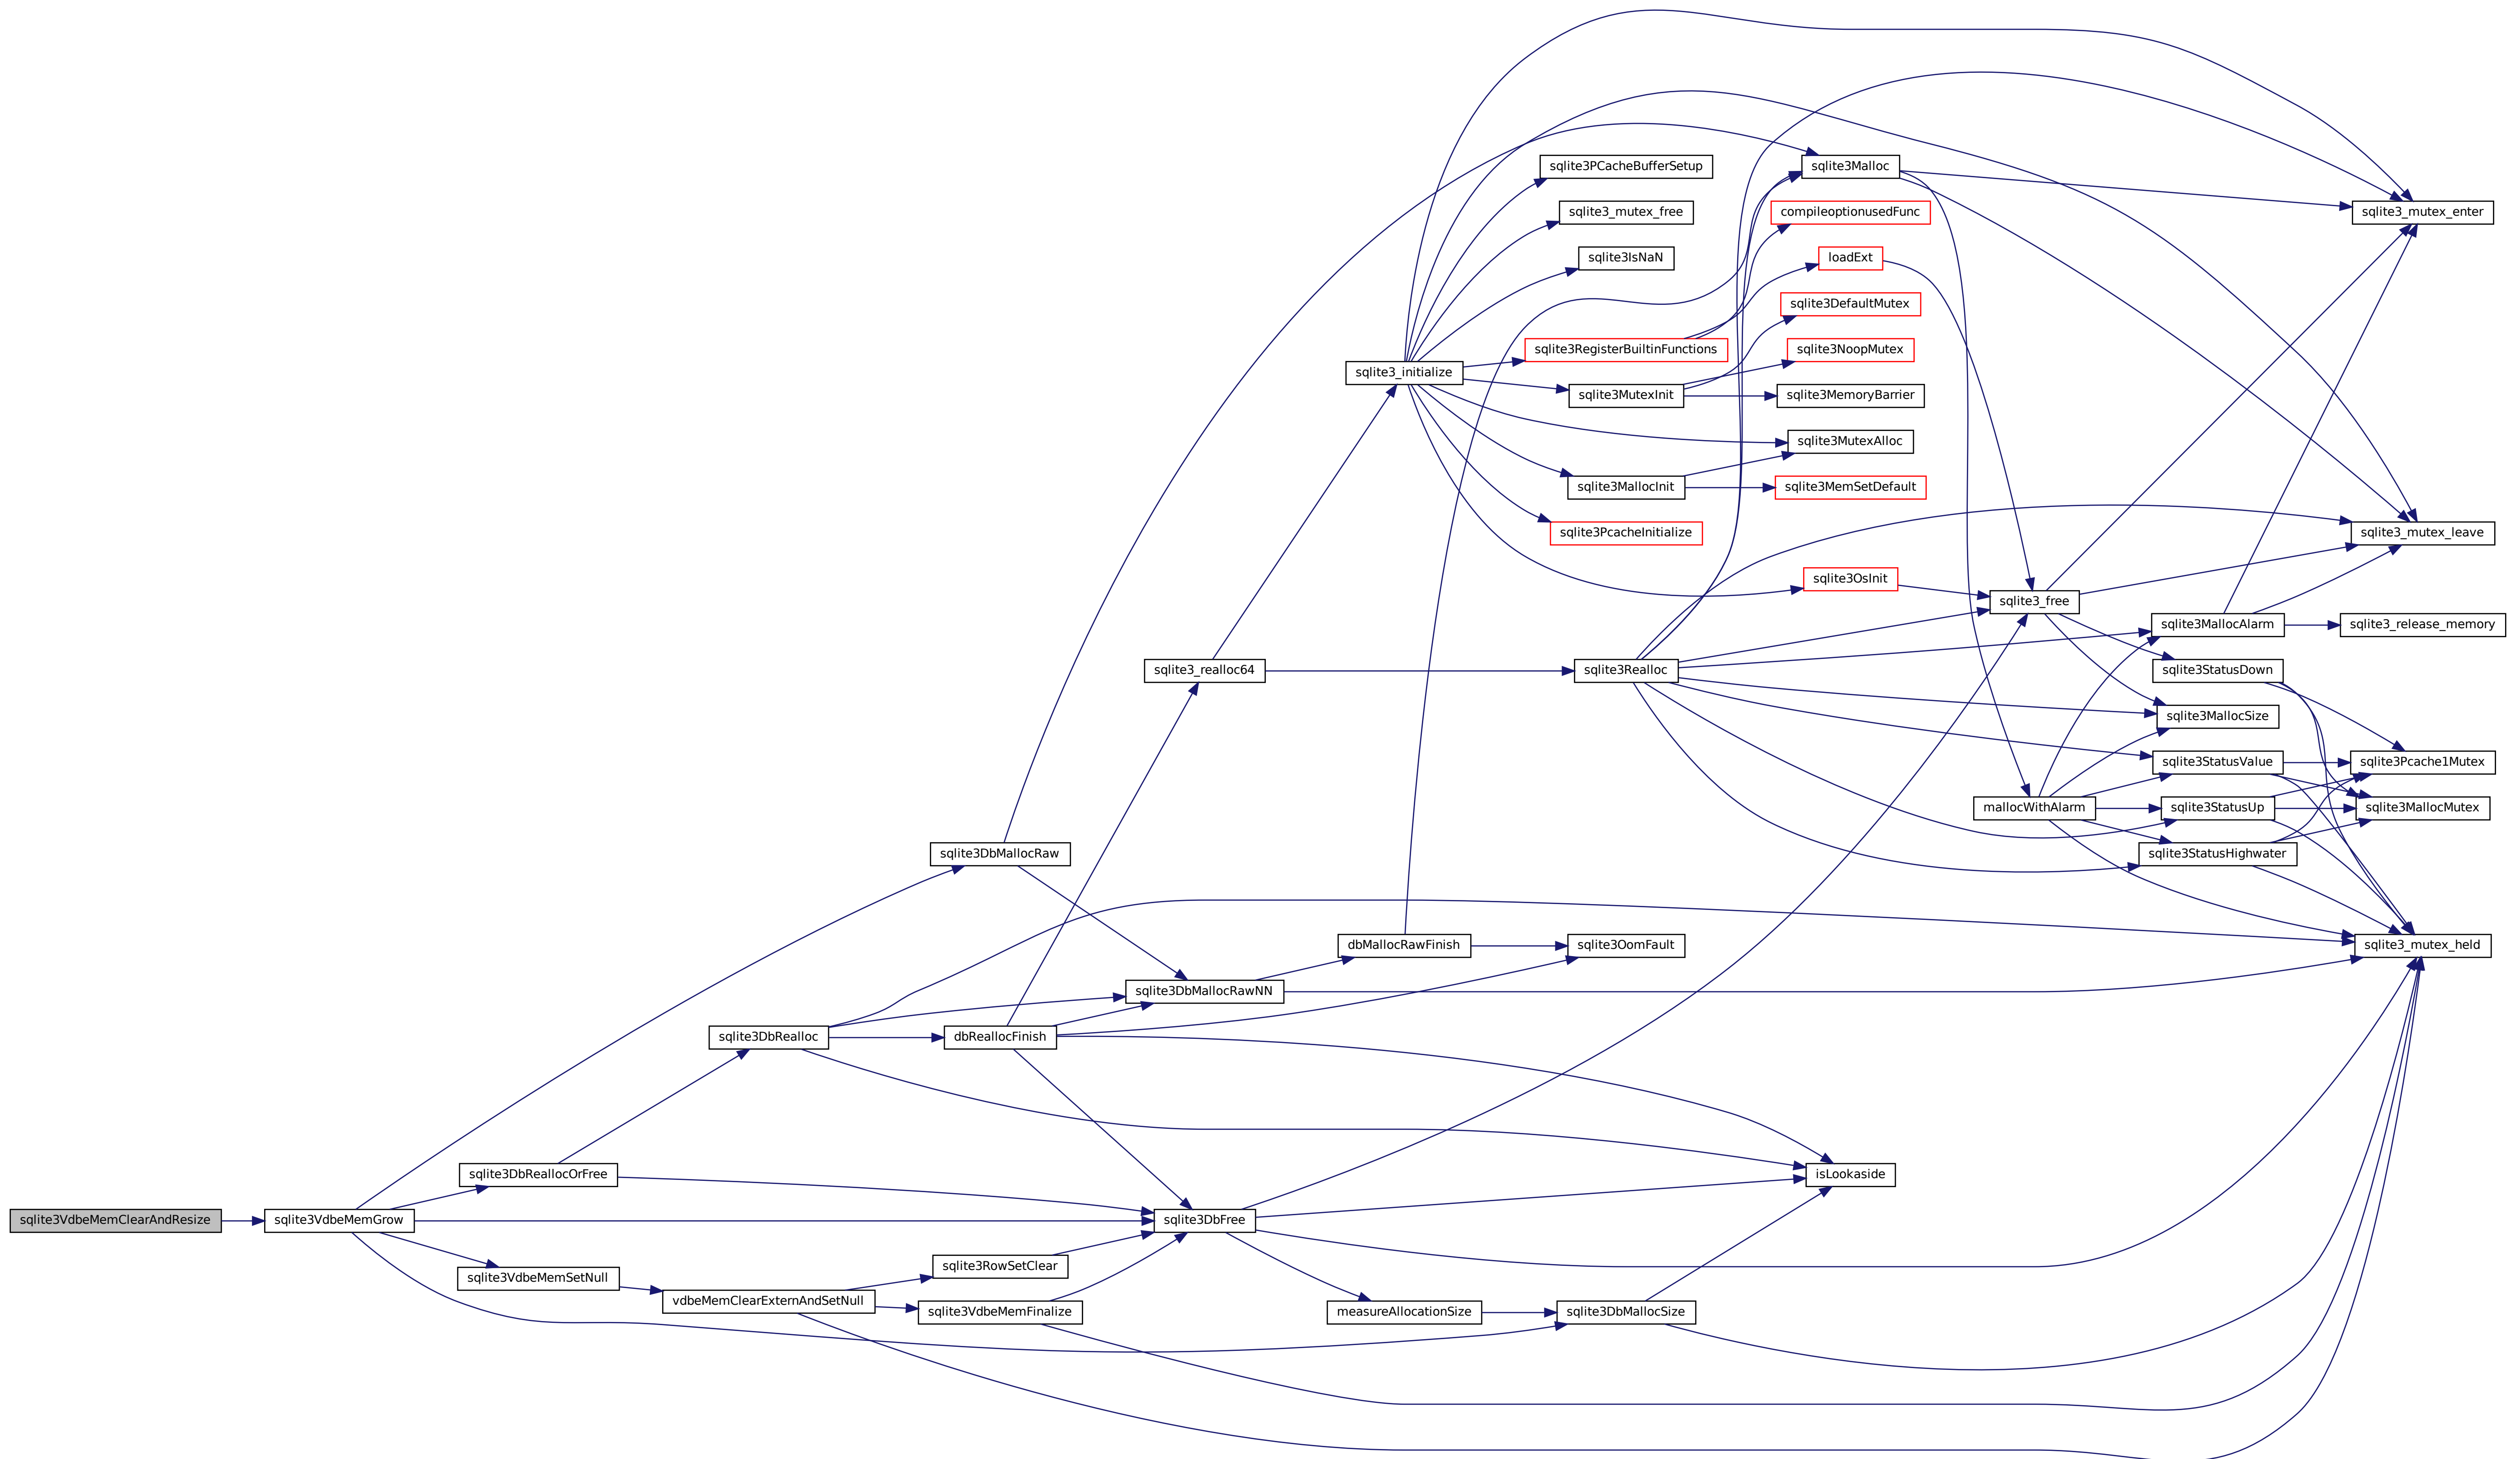 sqlite3PCacheBufferSetup
sqlite3Malloc
sqlite3_mutex_free
compileoptionusedFunc
sqlite3_mutex_enter
sqlite3IsNaN
loadExt
sqlite3DefaultMutex
sqlite3RegisterBuiltinFunctions
sqlite3NoopMutex
sqlite3_initialize
sqlite3MutexInit
sqlite3MemoryBarrier
sqlite3MutexAlloc
sqlite3MallocInit
sqlite3MemSetDefault
sqlite3PcacheInitialize
sqlite3_mutex_leave
sqlite3OsInit
sqlite3_free
sqlite3MallocAlarm
sqlite3_release_memory
sqlite3_realloc64
sqlite3Realloc
sqlite3StatusDown
sqlite3MallocSize
sqlite3StatusValue
sqlite3Pcache1Mutex
mallocWithAlarm
sqlite3StatusUp
sqlite3MallocMutex
sqlite3DbMallocRaw
sqlite3StatusHighwater
dbMallocRawFinish
sqlite3OomFault
sqlite3_mutex_held
sqlite3DbMallocRawNN
sqlite3DbRealloc
dbReallocFinish
sqlite3DbReallocOrFree
isLookaside
sqlite3VdbeMemClearAndResize
sqlite3VdbeMemGrow
sqlite3DbFree
sqlite3RowSetClear
sqlite3VdbeMemSetNull
vdbeMemClearExternAndSetNull
sqlite3VdbeMemFinalize
measureAllocationSize
sqlite3DbMallocSize